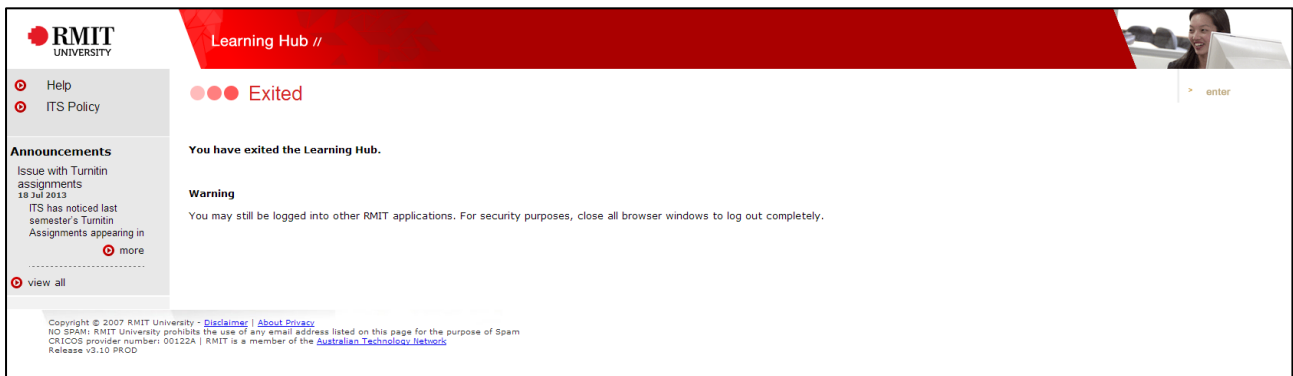 RMIT
UNIVERSITY
Learning Hub //
Help
ITS Policy
Exited
> enter
Announcements
Issue with Turnitin
assignments
18 Jul 2013
ITS has noticed last
semester's Turnitin
Assignments appearing in
more
view all
You have exited the Learning Hub.
Warning
You may still be logged into other RMIT applications. For security purposes, close all browser windows to log out completely.
Copyright © 2007 RMIT University - Disclaimer | About Privacy
NO SPAM: RMIT University prohibits the use of any email address listed on this page for the purpose of Spam
CRICOS provider number: 00122A | RMIT is a member of the Australian Technology Network
Release v3.10 PROD